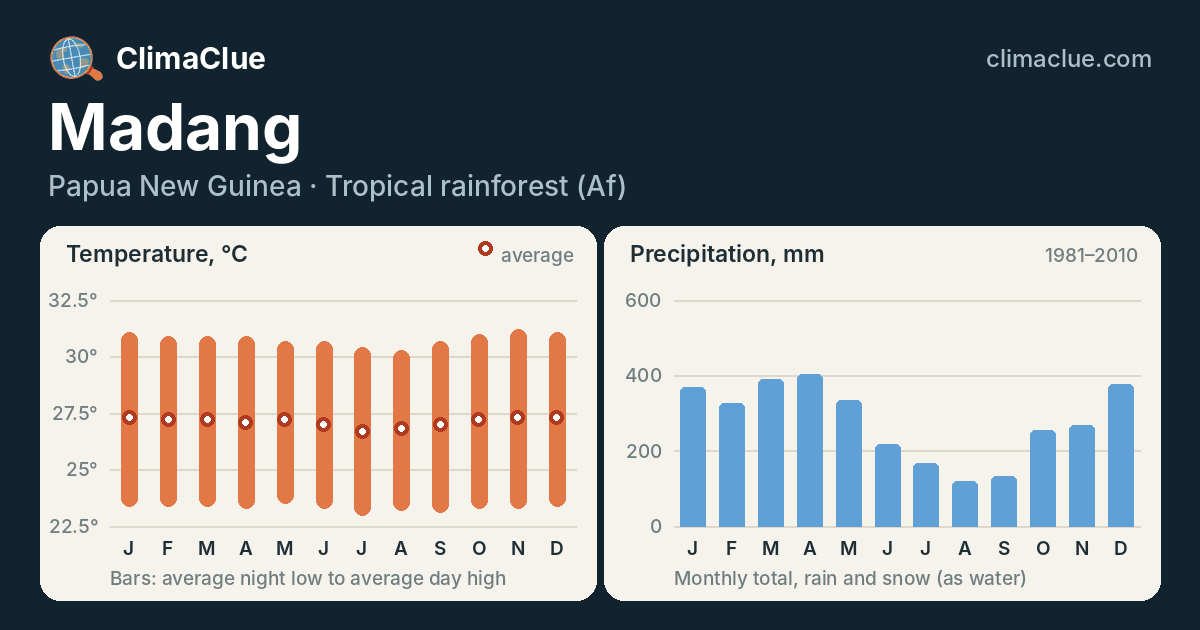 ClimaClue
climaclue.com
Madang
Papua New Guinea · Tropical rainforest (Af)
Temperature, °C
average
32.5°
30°
27.5°
25°
22.5°
J F M A M J J A S O N D
Bars: average night low to average day high
Precipitation, mm
1981–2010
600
400
200
0
J F M A M J J A S O N D
Monthly total, rain and snow (as water)